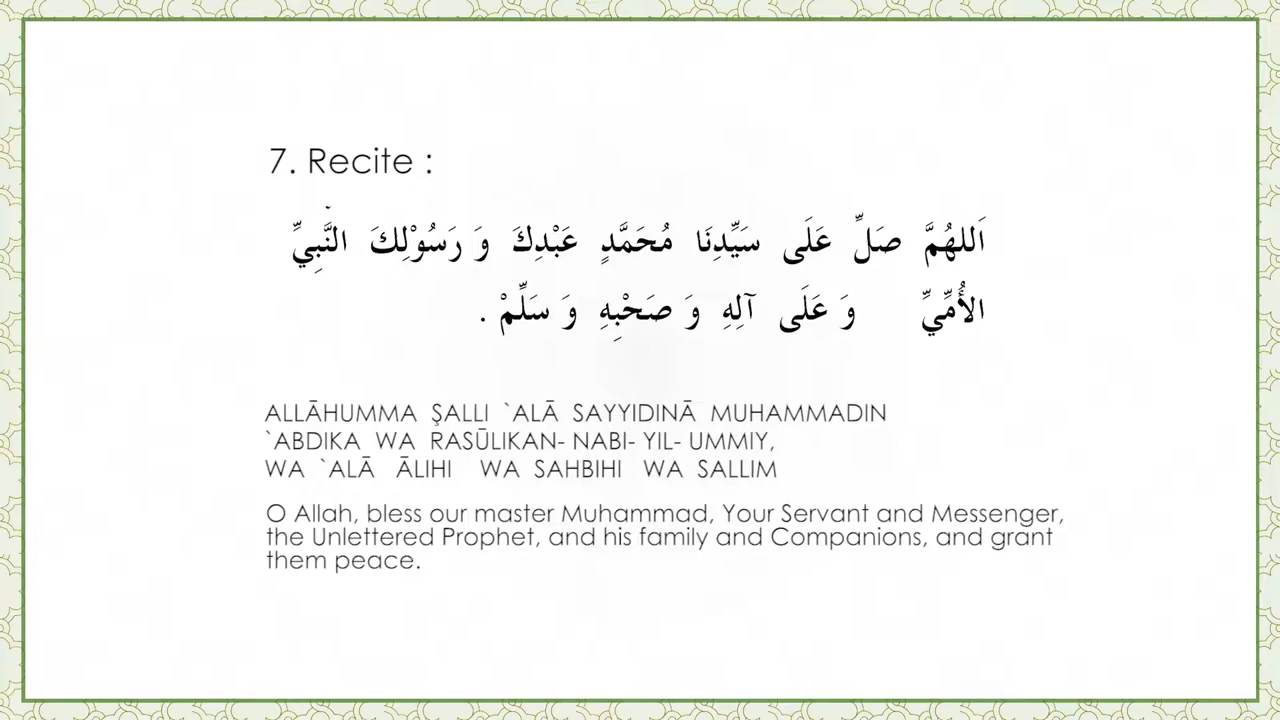 7. Recite :
اَللهُمَّ صَلِّ عَلَى سَيِّدِنَا مُحَمَّدٍ عَبْدِكَ وَ رَسُوْلِكَ النَّبِيِّ
الأُمِّيِّ وَ عَلَى آلِهِ وَ صَحْبِهِ وَ سَلِّمْ .
ALLĀHUMMA ŞALLI `ALĀ SAYYIDINĀ MUHAMMADIN
`ABDIKA WA RASŪLIKAN- NABI- YIL- UMMIY,
WA `ALĀ ĀLIHI WA SAHBIHI WA SALLIM
O Allah, bless our master Muhammad, Your Servant and Messenger,
the Unlettered Prophet, and his family and Companions, and grant
them peace.